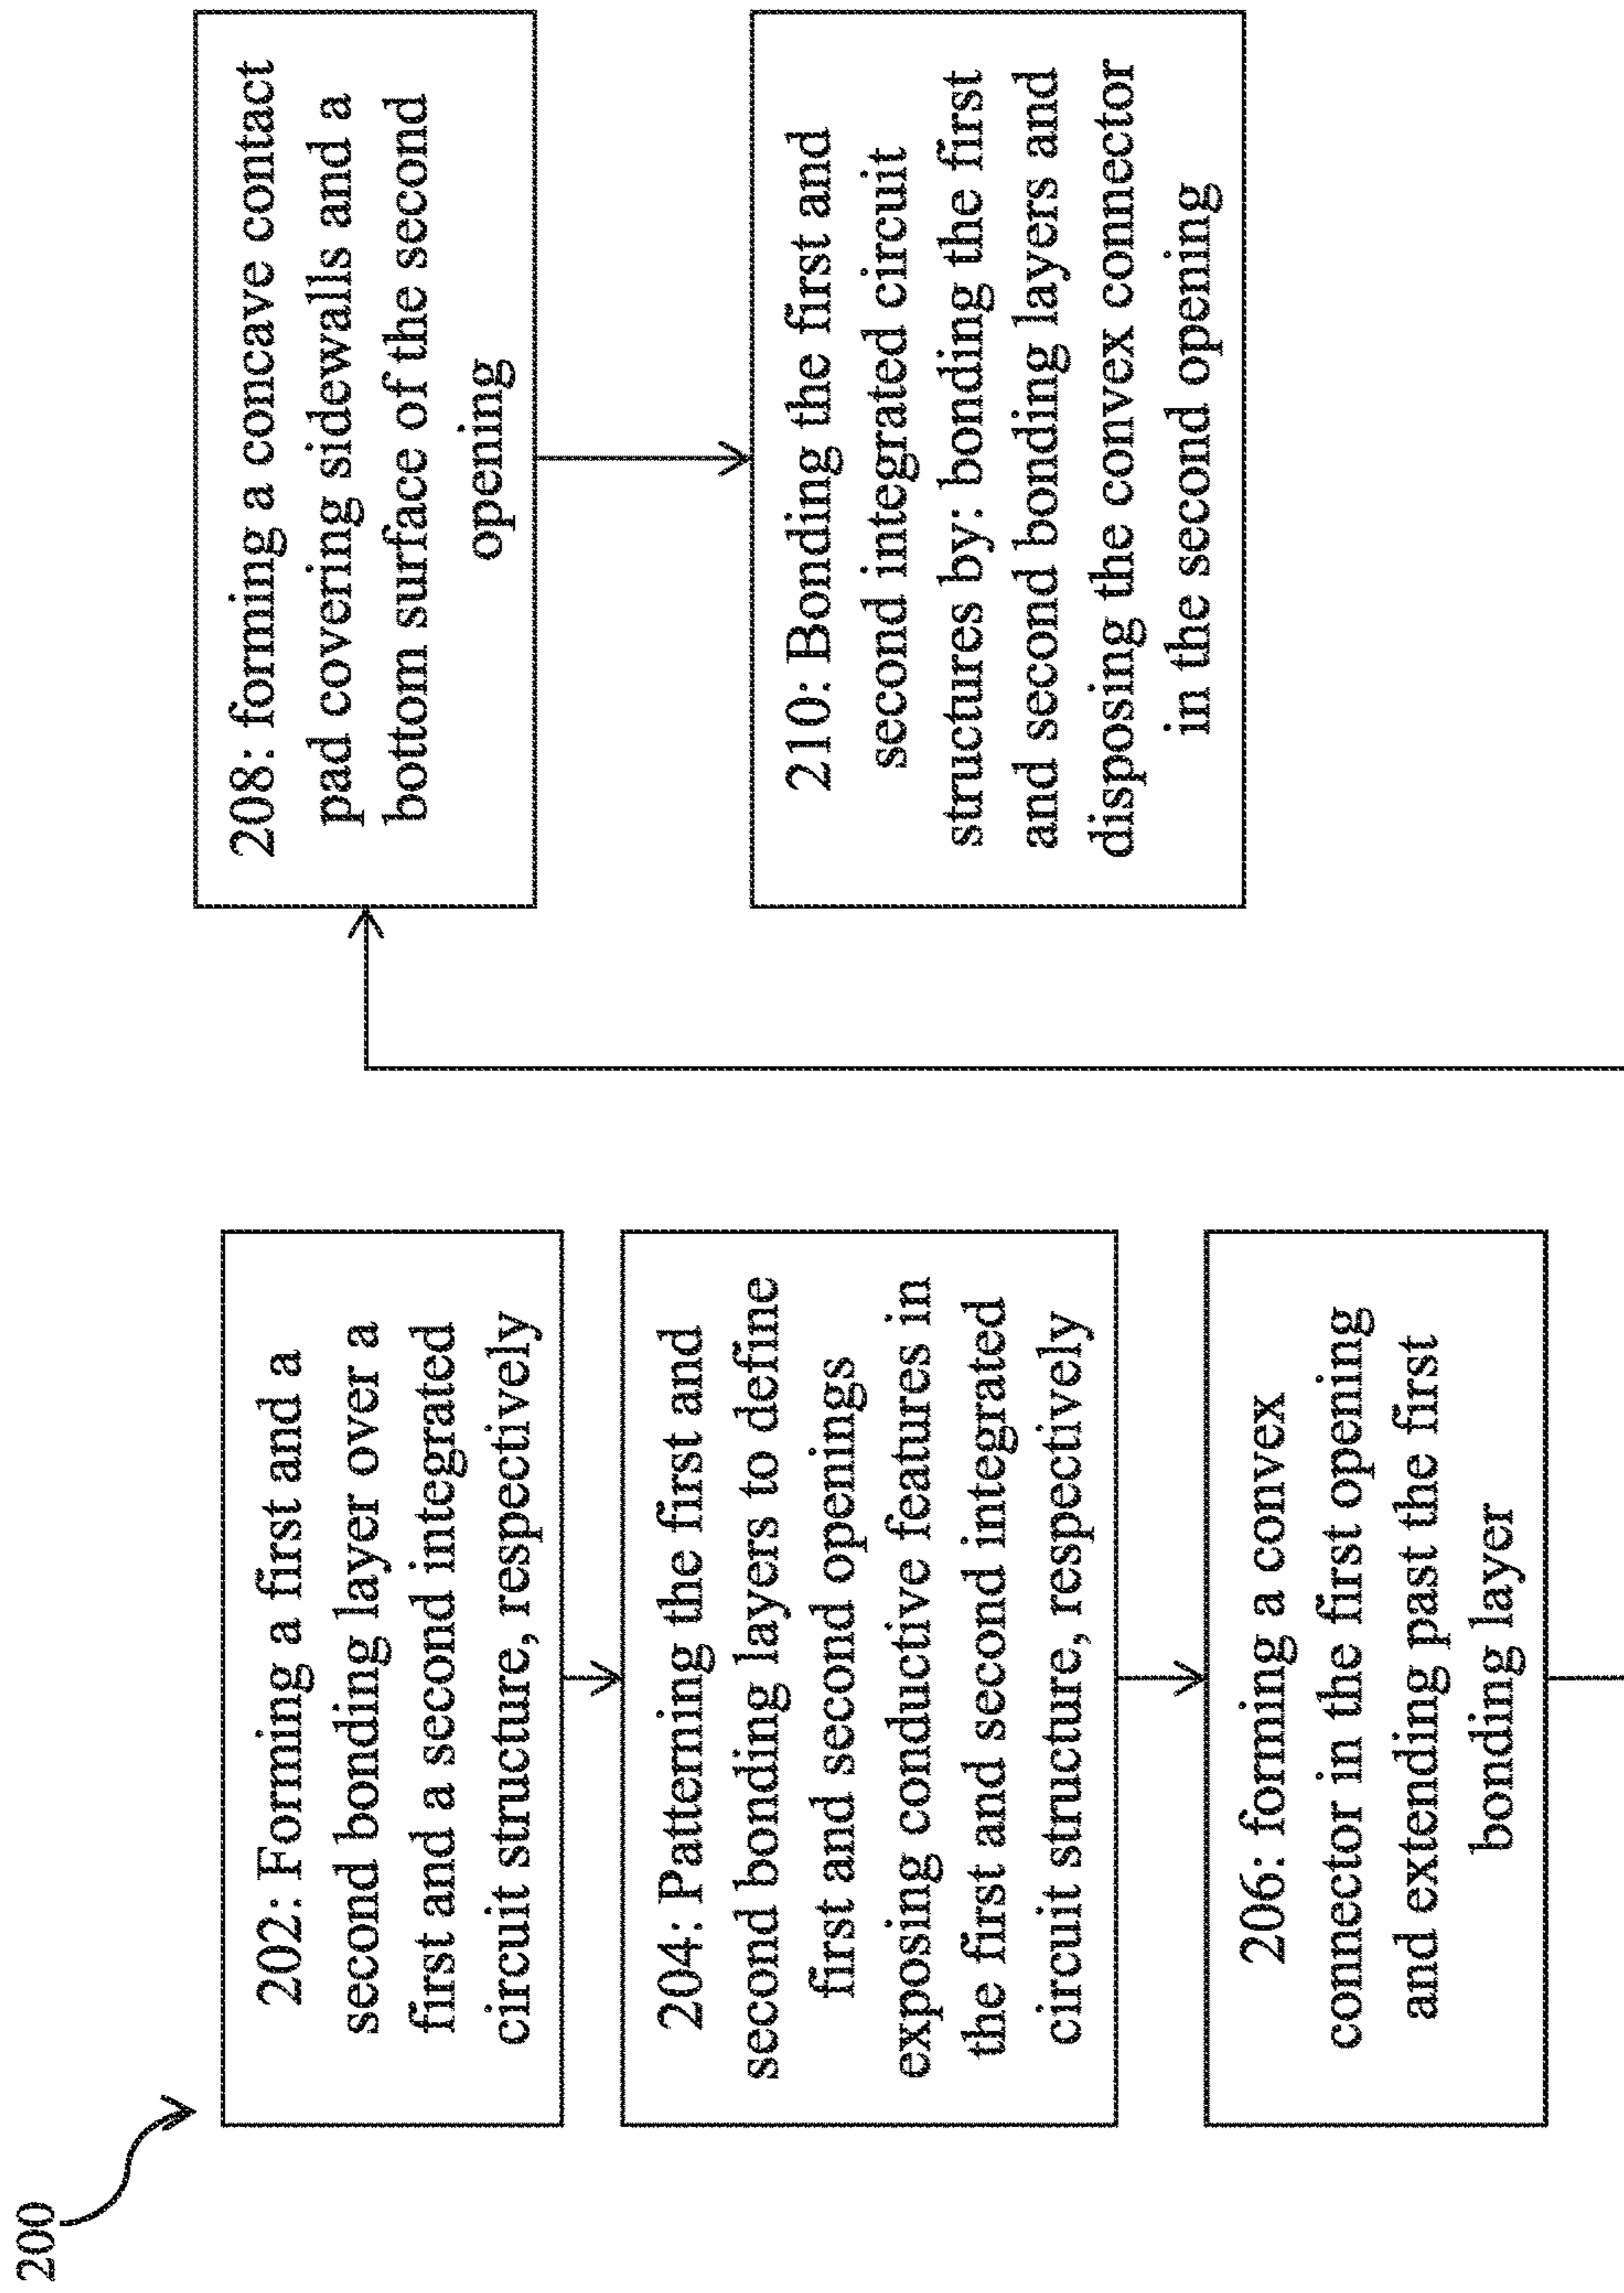 200
202: Forming a first and a
second bonding layer over a
first and a second integrated
circuit structure, respectively
204: Patterning the first and
second bonding layers to define
first and second openings
exposing conductive features in
the first and second integrated
circuit structure, respectively
206: forming a convex
connector in the first opening
and extending past the first
bonding layer
208: forming a concave contact
pad covering sidewalls and a
bottom surface of the second
opening
210: Bonding the first and
second integrated circuit
structures by: bonding the first
and second bonding layers and
disposing the convex connector
in the second opening